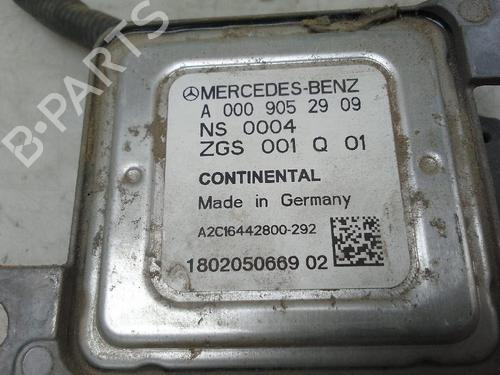 MERCEDES-BENZ
A 000 905 29 09
NS 0004
ZGS 001 Q 01
CONTINENTAL
Made in Germany
A2C16442800-292
1802050669 02